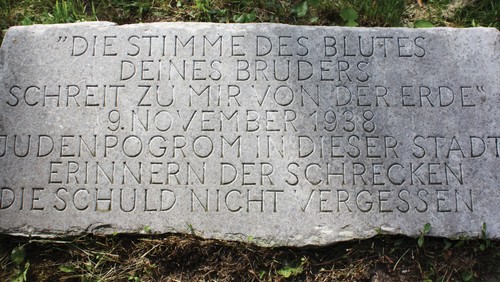 "DIE STIMME DES BLUTES
DEINES BRUDERS
SCHREIT ZU MIR VON DER ERDE"
9. NOVEMBER 1938
JUDENPOGROM IN DIESER STADT
ERINNERN DER SCHRECKEN
DIE SCHULD NICHT VERGESSEN